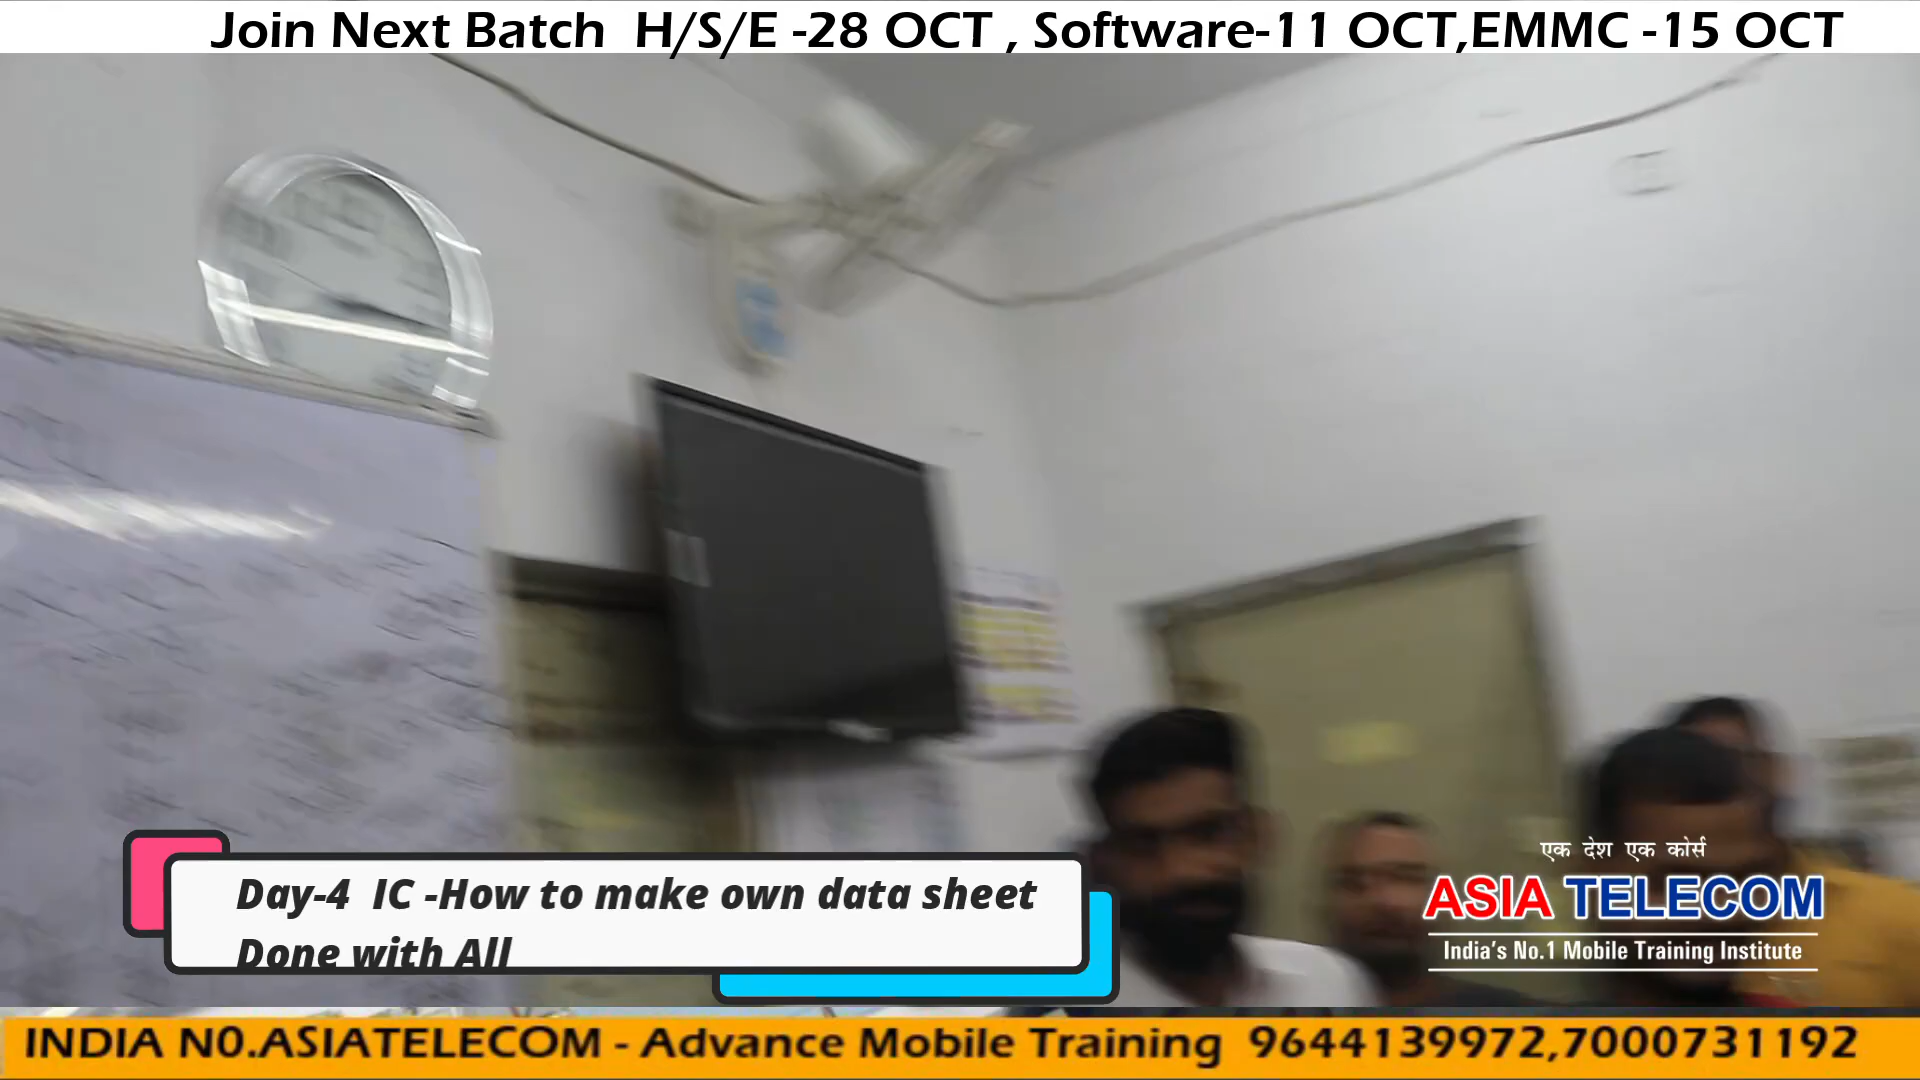 Join Next Batch H/S/E -28 OCT , Software-11 OCT,EMMC -15 OCT
Day-4 IC -How to make own data sheet
Done with All
एक देश एक कोर्स
ASIA TELECOM
India's No.1 Mobile Training Institute
INDIA N0.ASIATELECOM - Advance Mobile Training 9644139972,7000731192